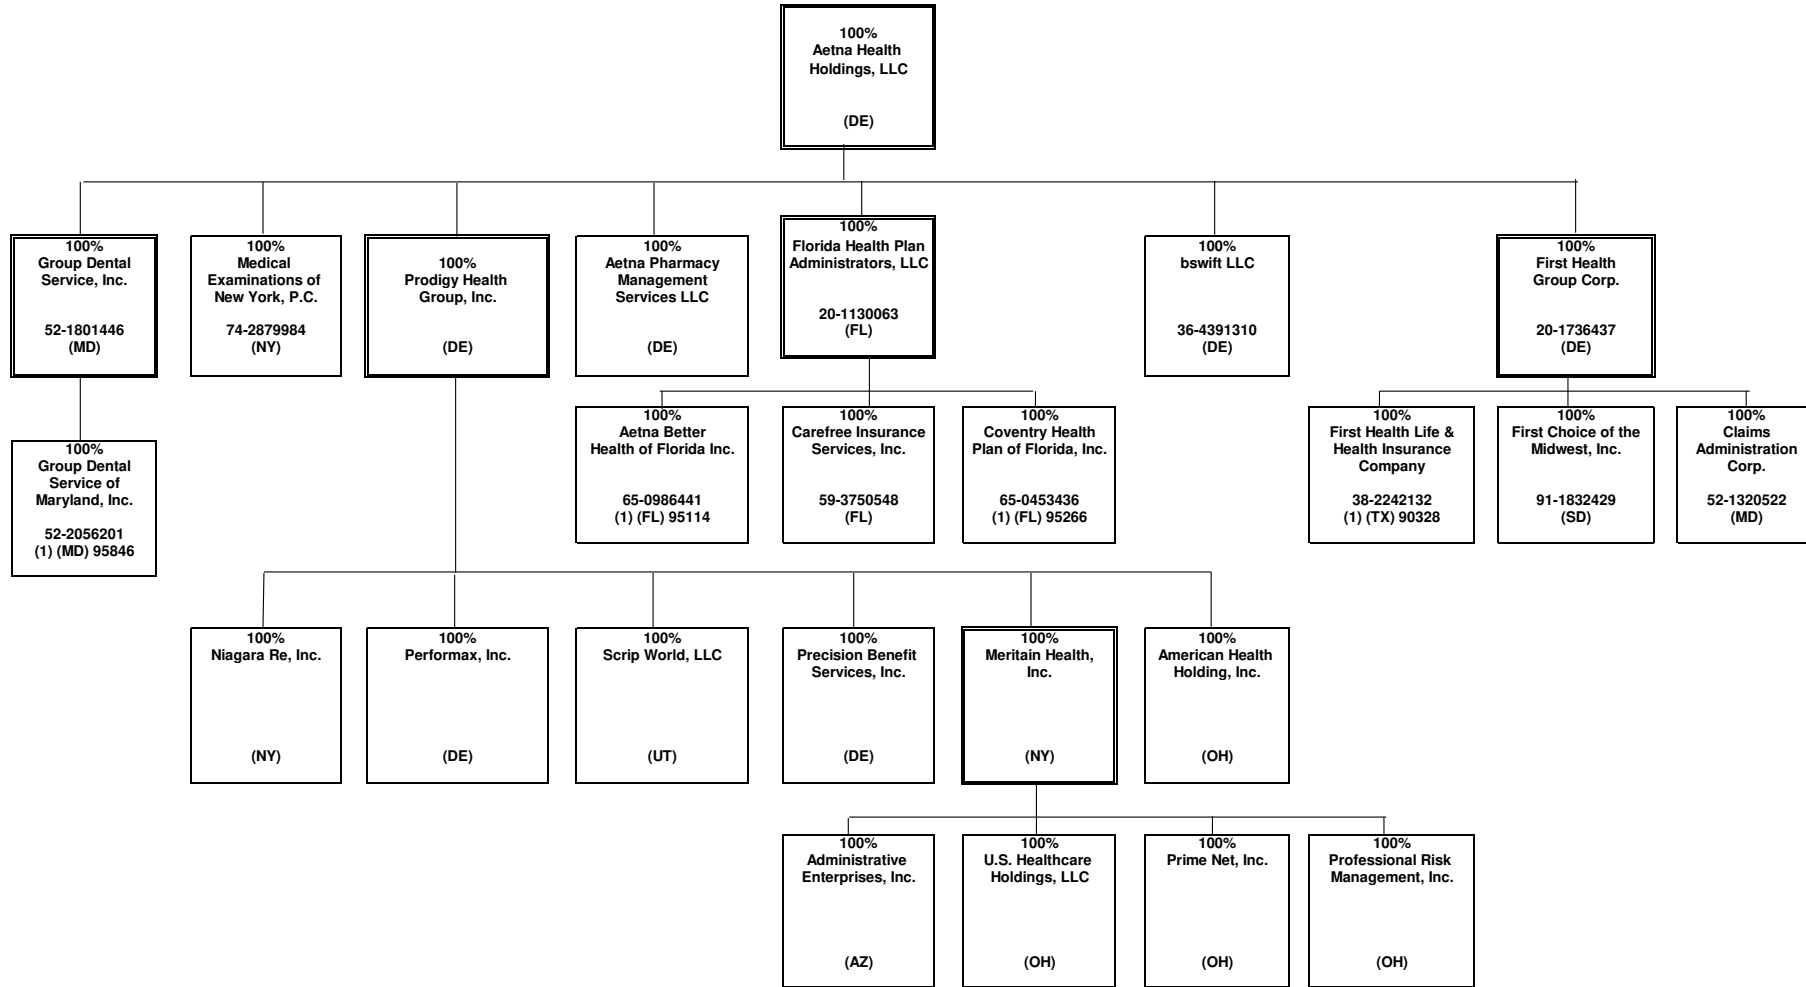 100%
Aetna Health
Holdings, LLC
(DE)
100%
Group Dental
Service, Inc.
52-1801446
(MD)
100%
Medical
Examinations of
New York, P.C.
74-2879984
(NY)
100%
Prodigy Health
Group, Inc.
(DE)
100%
Aetna Pharmacy
Management
Services LLC
(DE)
100%
Florida Health Plan
Administrators, LLC
20-1130063
(FL)
100%
bswift LLC
36-4391310
(DE)
100%
First Health
Group Corp.
20-1736437
(DE)
100%
Group Dental
Service of
Maryland, Inc.
52-2056201
(1) (MD) 95846
100%
Aetna Better
Health of Florida Inc.
65-0986441
(1) (FL) 95114
100%
Carefree Insurance
Services, Inc.
59-3750548
(FL)
100%
Coventry Health
Plan of Florida, Inc.
65-0453436
(1) (FL) 95266
100%
First Health Life &
Health Insurance
Company
38-2242132
(1) (TX) 90328
100%
First Choice of the
Midwest, Inc.
91-1832429
(SD)
100%
Claims
Administration
Corp.
52-1320522
(MD)
100%
Niagara Re, Inc.
(NY)
100%
Performax, Inc.
(DE)
100%
Scrip World, LLC
(UT)
100%
Precision Benefit
Services, Inc.
(DE)
100%
Meritain Health,
Inc.
(NY)
100%
American Health
Holding, Inc.
(OH)
100%
Administrative
Enterprises, Inc.
(AZ)
100%
U.S. Healthcare
Holdings, LLC
(OH)
100%
Prime Net, Inc.
(OH)
100%
Professional Risk
Management, Inc.
(OH)